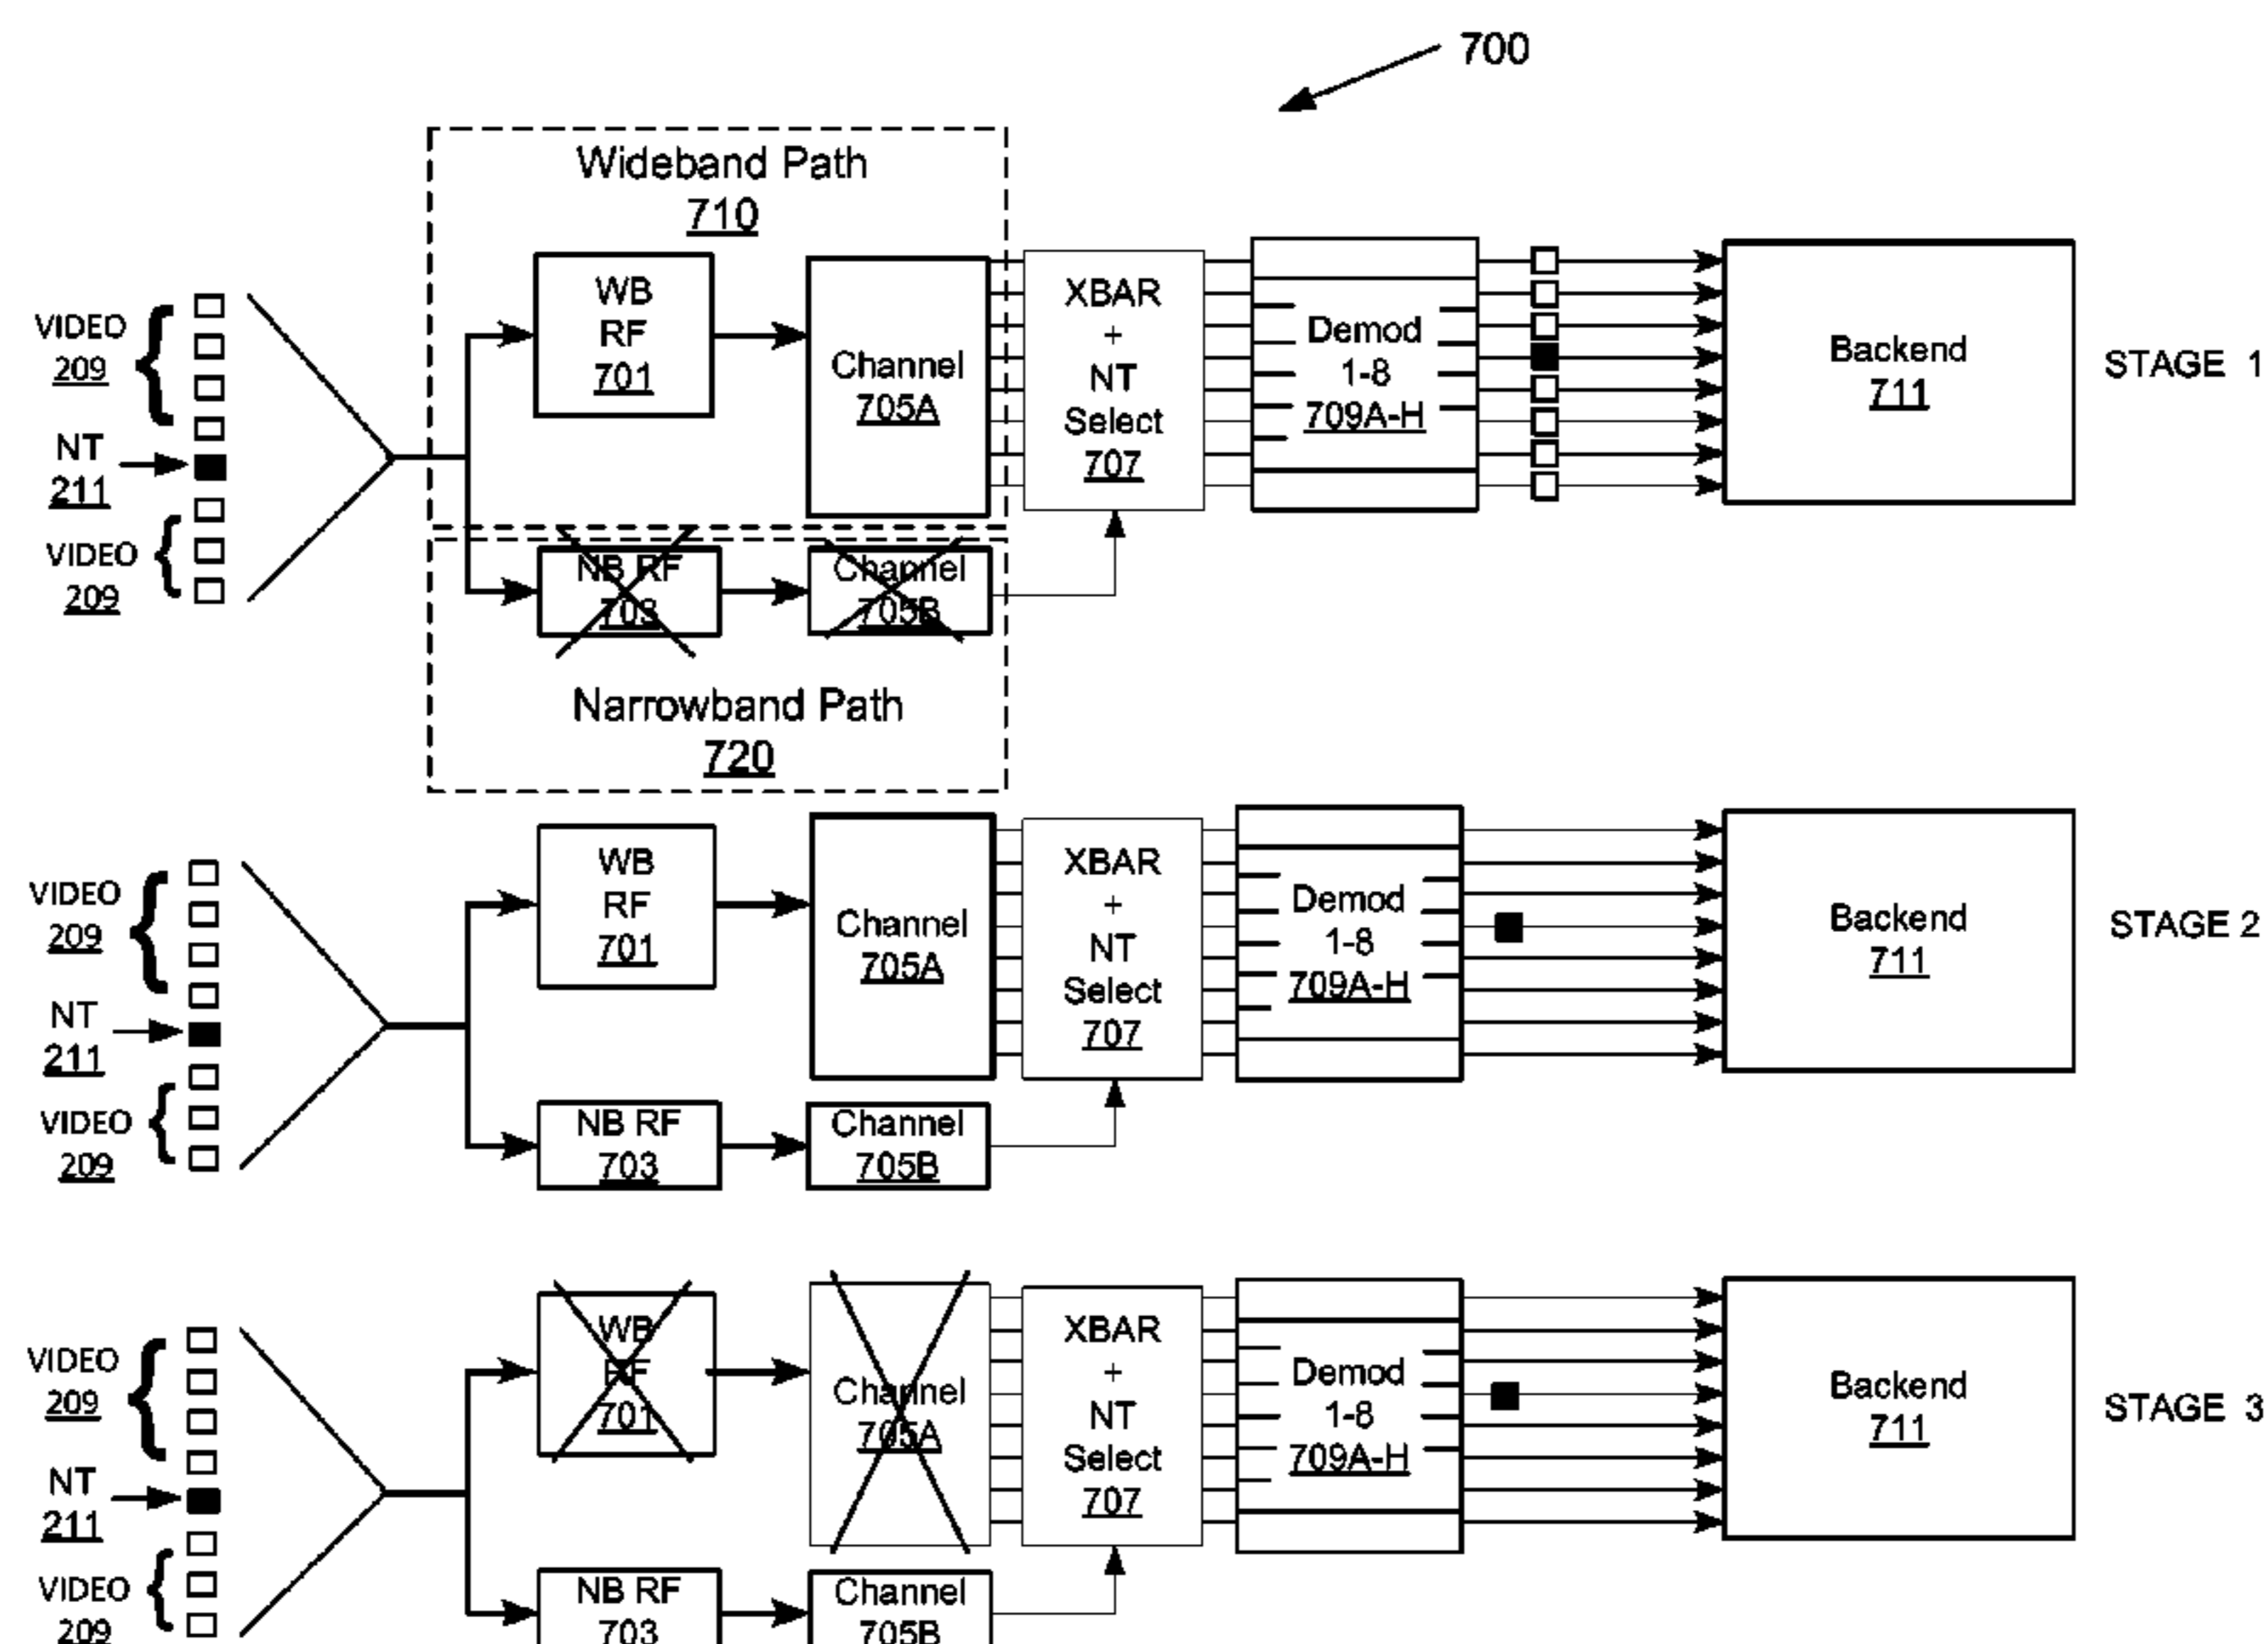 700
Wideband Path
710
WB
RF
701
Channel
705A
XBAR
+
NT
Select
707
Demod
1-8
709A-H
Backend
711
STAGE 1
VIDEO
209
NT
211
VIDEO
209
NB RF
703
Channel
705B
Narrowband Path
720
VIDEO
209
NT
211
VIDEO
209
WB
RF
701
Channel
705A
XBAR
+
NT
Select
707
Demod
1-8
709A-H
Backend
711
STAGE 2
NB RF
703
Channel
705B
VIDEO
209
NT
211
VIDEO
209
WB
RF
701
Channel
705A
XBAR
+
NT
Select
707
Demod
1-8
709A-H
Backend
711
STAGE 3
NB RF
703
Channel
705B